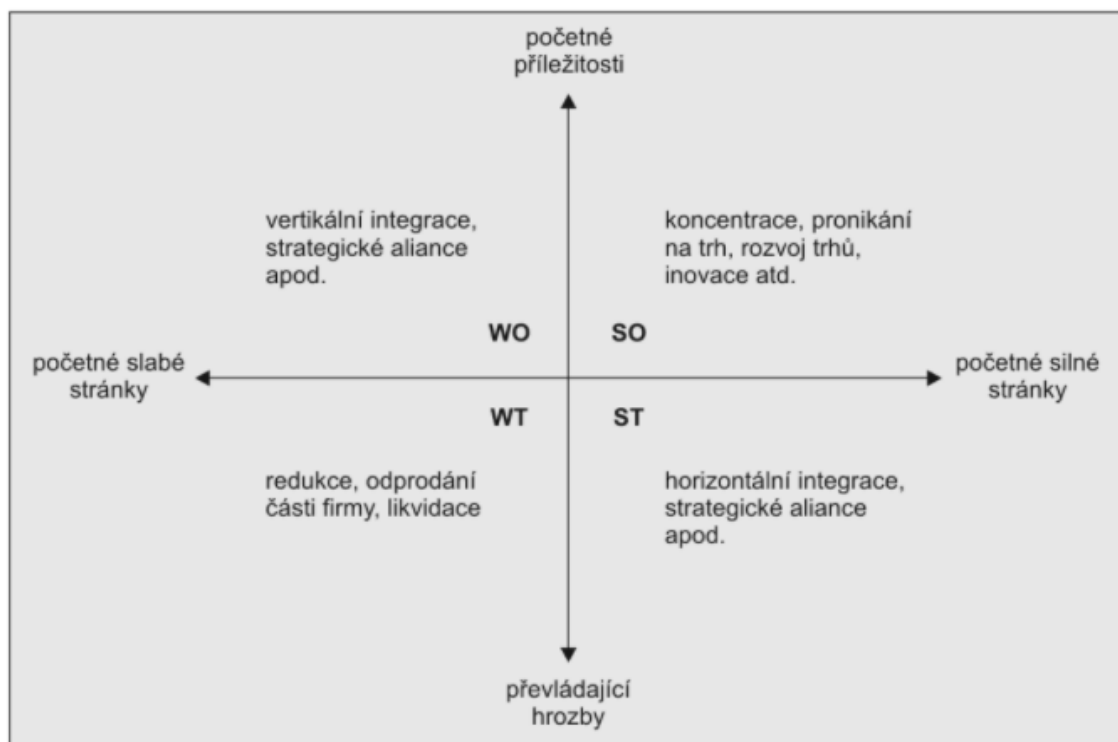 početné
příležitosti
vertikální integrace,
strategické aliance
apod.
koncentrace, pronikání
na trh, rozvoj trhů,
inovace atd.
WO
SO
početné slabé
stránky
početné silné
stránky
WT
ST
redukce, odprodání
části firmy, likvidace
horizontální integrace,
strategické aliance
apod.
převládající
hrozby